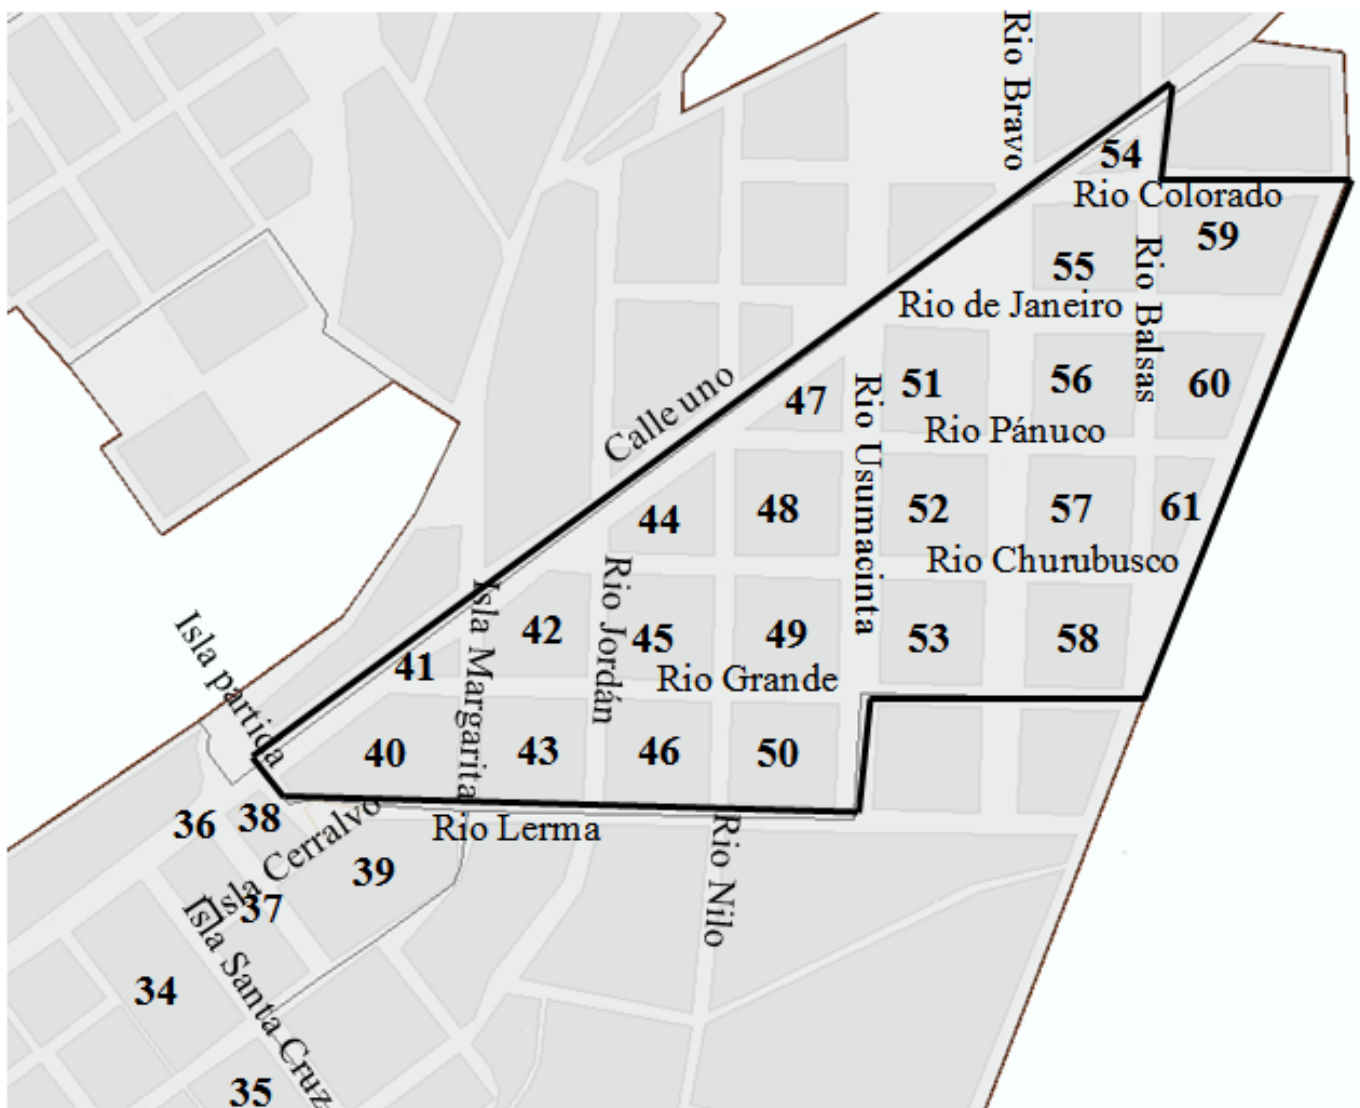 Rio Bravo
54
Rio Colorado
59
55
Rio Balsas
Rio de Janeiro
Calle uno
47
Rio Usumacinta
51
56
60
Rio Pánuco
44
48
52
57
61
Rio Churubusco
Isla partida
41
Isla Margarita
42
Rio Jordán
45
49
53
58
Rio Grande
40
43
46
50
36
38
Isla Cerralvo
Rio Lerma
39
Rio Nilo
37
Isla Santa Cruz
34
35